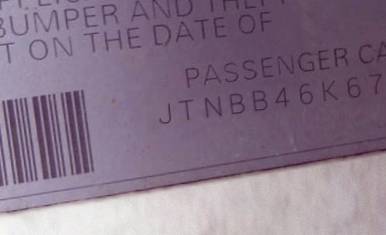 BUMPER AND THEFT
T ON THE DATE OF
PASSENGER CA
JTNBB46K67